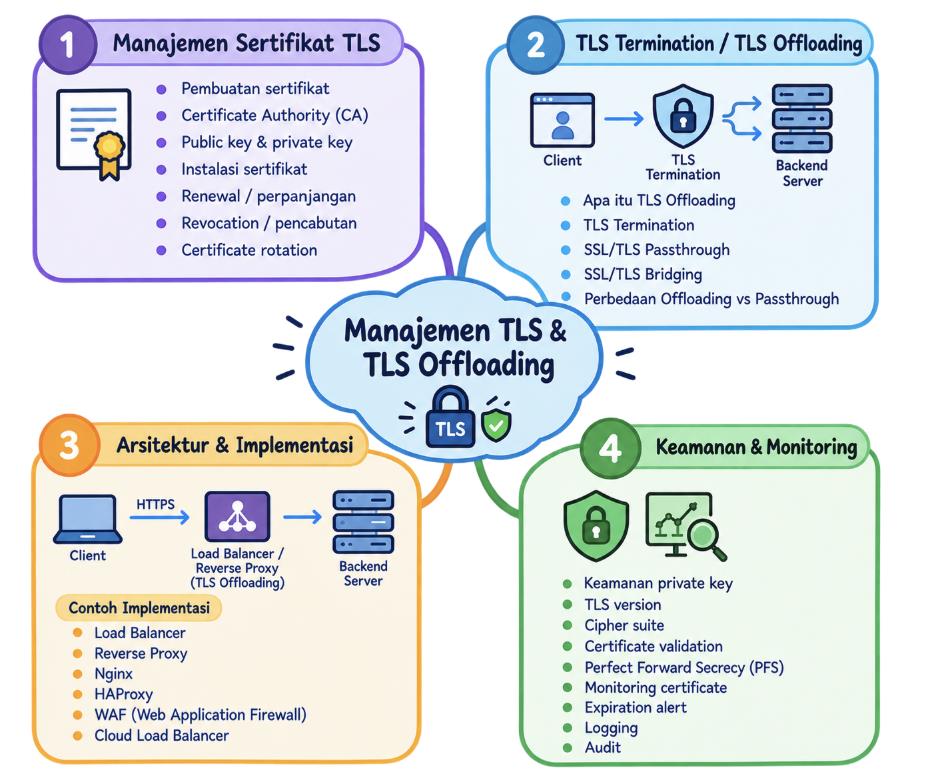 1 Manajemen Sertifikat TLS
Pembuatan sertifikat
Certificate Authority (CA)
Public key & private key
Instalasi sertifikat
Renewal / perpanjangan
Revocation / pencabutan
Certificate rotation
2 TLS Termination / TLS Offloading
Client
TLS
Termination
Backend
Server
Apa itu TLS Offloading
TLS Termination
SSL/TLS Passthrough
SSL/TLS Bridging
Perbedaan Offloading vs Passthrough
Manajemen TLS &
TLS Offloading
TLS
3 Arsitektur & Implementasi
HTTPS
Client
Load Balancer /
Reverse Proxy
(TLS Offloading)
Backend
Server
Contoh Implementasi
Load Balancer
Reverse Proxy
Nginx
HAProxy
WAF (Web Application Firewall)
Cloud Load Balancer
4 Keamanan & Monitoring
Keamanan private key
TLS version
Cipher suite
Certificate validation
Perfect Forward Secrecy (PFS)
Monitoring certificate
Expiration alert
Logging
Audit